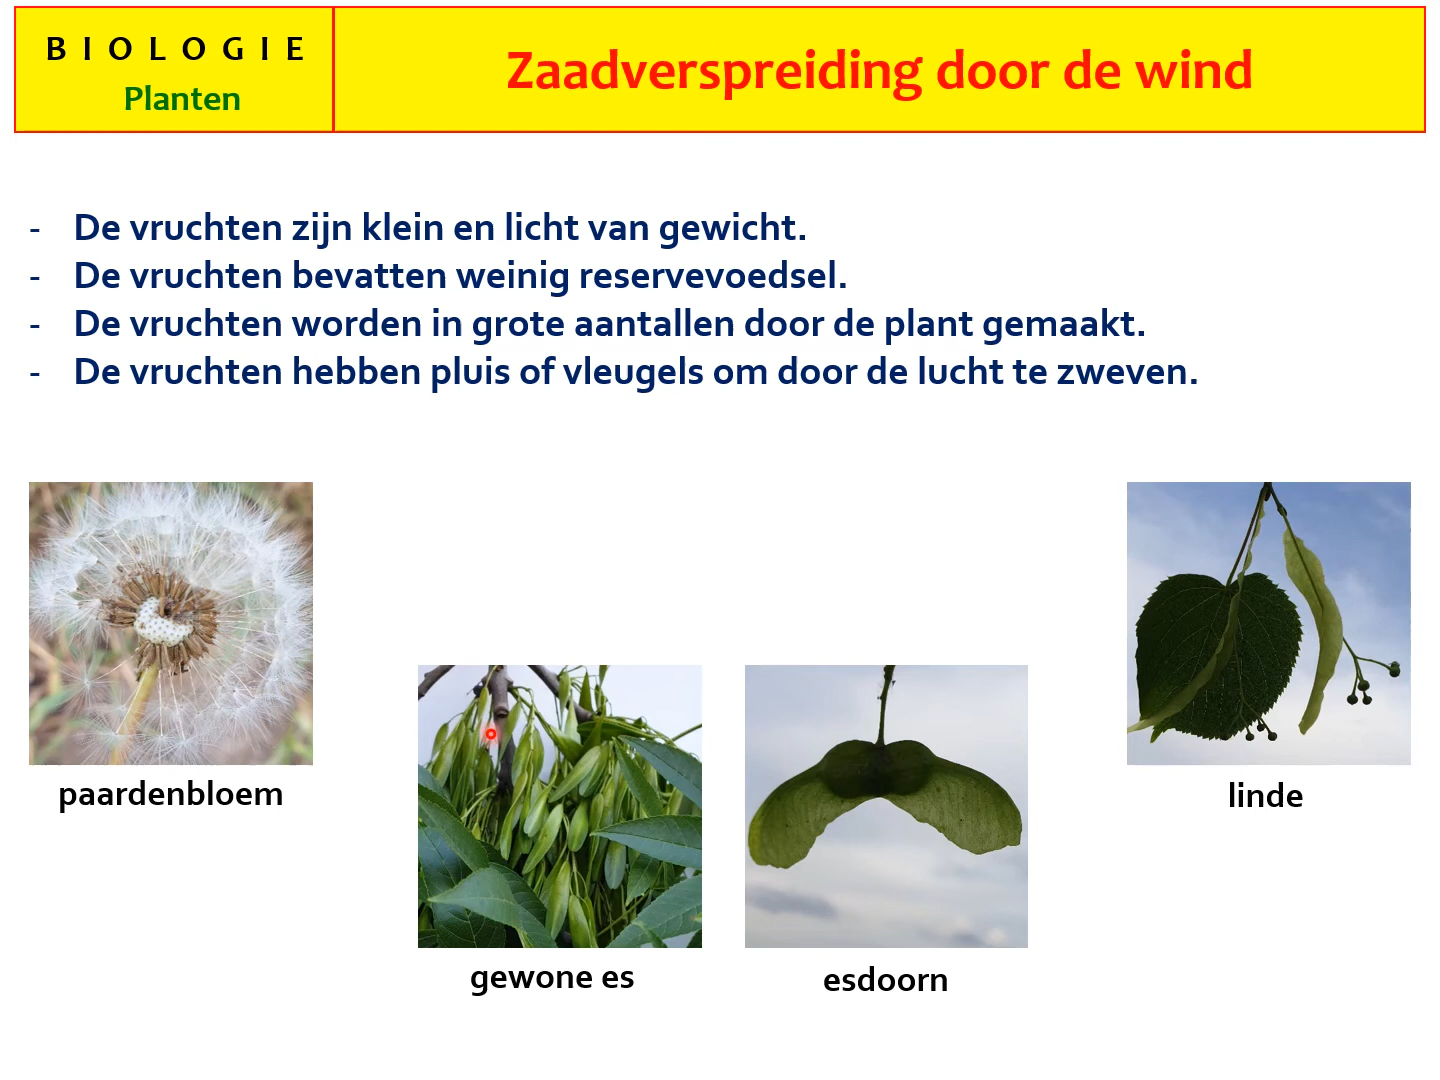 BIOLOGIE
Planten
Zaadverspreiding door de wind
- De vruchten zijn klein en licht van gewicht.
- De vruchten bevatten weinig reservevoedsel.
- De vruchten worden in grote aantallen door de plant gemaakt.
- De vruchten hebben pluis of vleugels om door de lucht te zweven.
paardenbloem
linde
gewone es
esdoorn